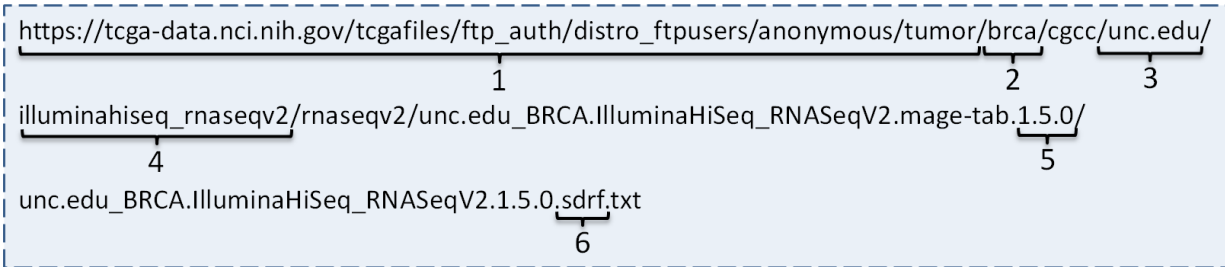 https://tcga-data.nci.nih.gov/tcgafiles/ftp_auth/distro_ftpusers/anonymous/tumor/brca/cgcc/unc.edu/
1 2 3
illuminahiseq_rnaseqv2/rnaseqv2/unc.edu_BRCA.IlluminaHiSeq_RNASeqV2.mage-tab.1.5.0/
4 5
unc.edu_BRCA.IlluminaHiSeq_RNASeqV2.1.5.0.sdrf.txt
6